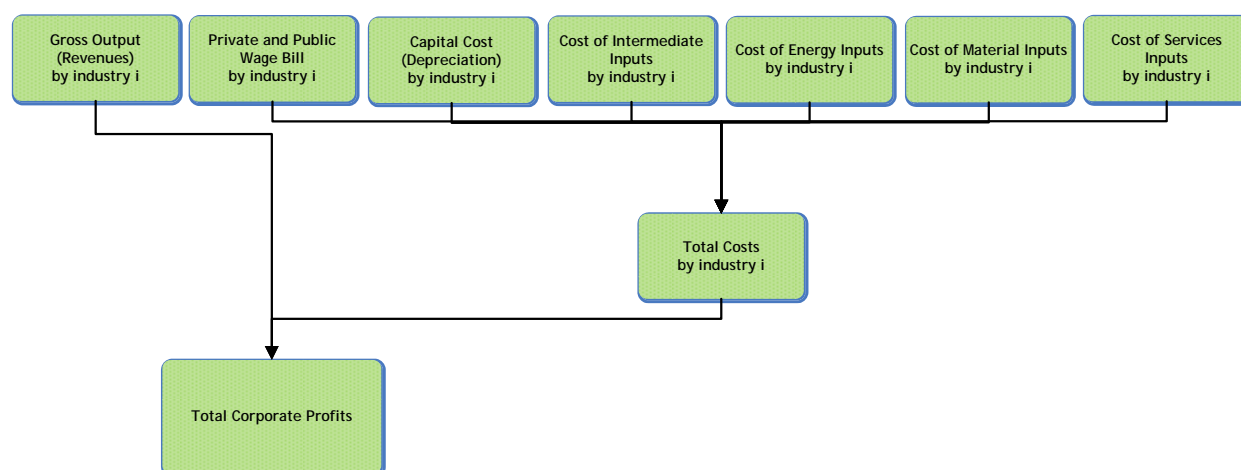 Gross Output
(Revenues)
by industry i
Private and Public
Wage Bill
by industry i
Capital Cost
(Depreciation)
by industry i
Cost of Intermediate
Inputs
by industry i
Cost of Energy Inputs
by industry i
Cost of Material Inputs
by industry i
Cost of Services
Inputs
by industry i
Total Costs
by industry i
Total Corporate Profits